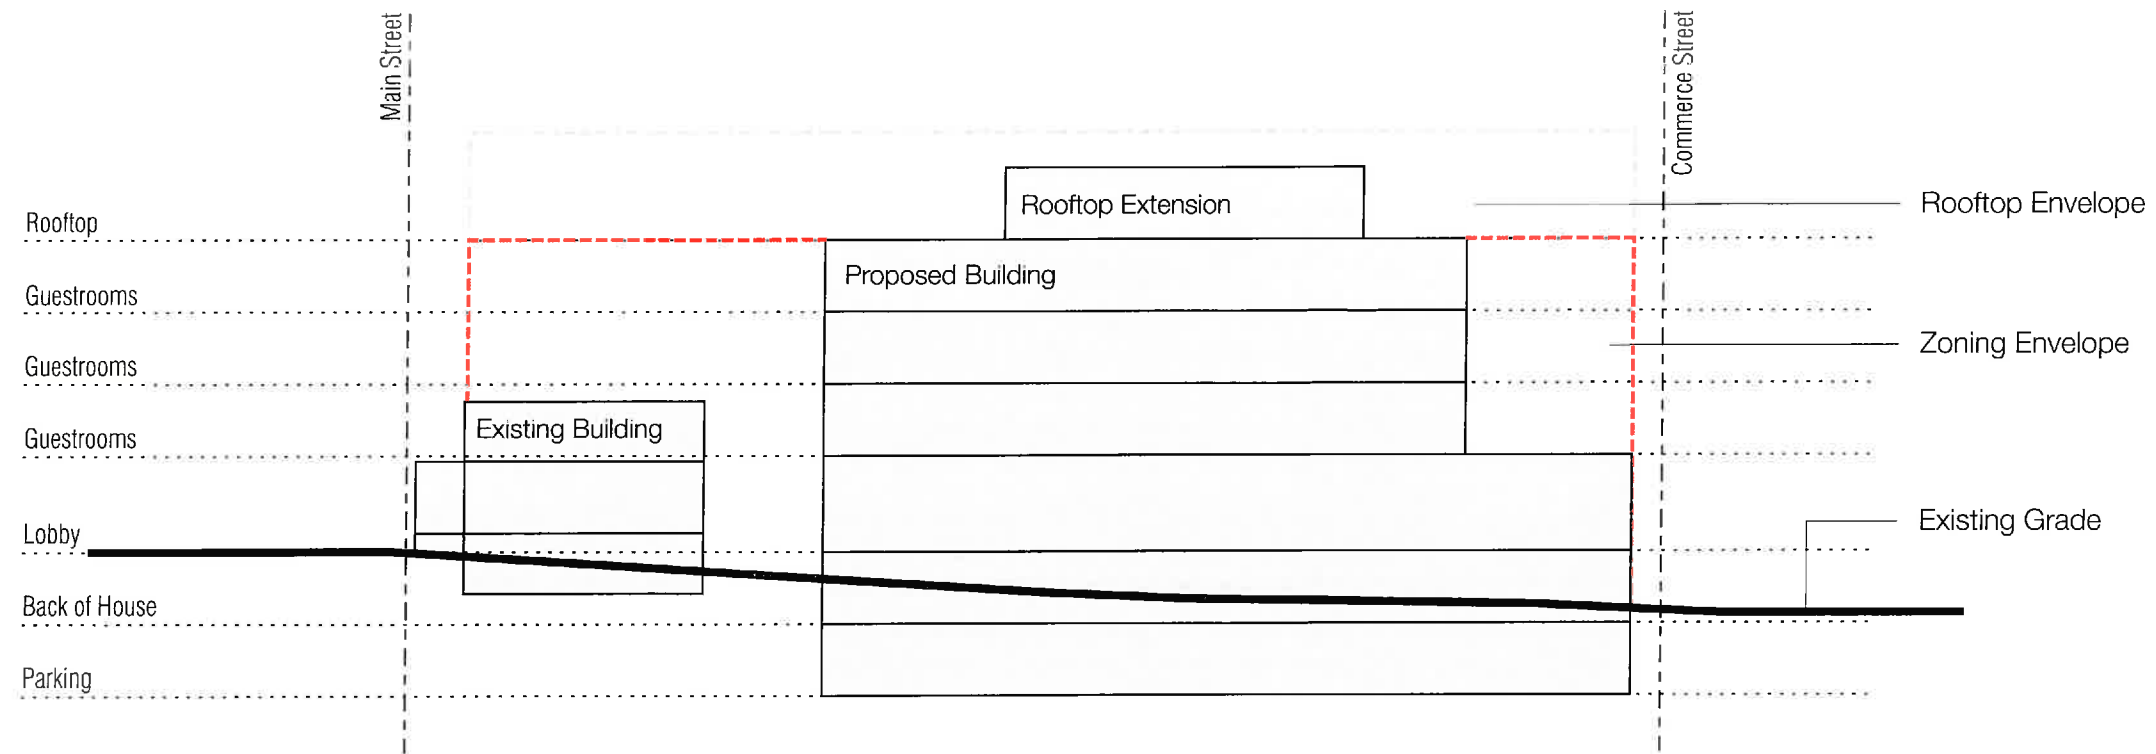 Main Street
Commerce Street
Rooftop Extension
Rooftop Envelope
Rooftop
Proposed Building
Guestrooms
Zoning Envelope
Guestrooms
Existing Building
Guestrooms
Existing Grade
Lobby
Back of House
Parking